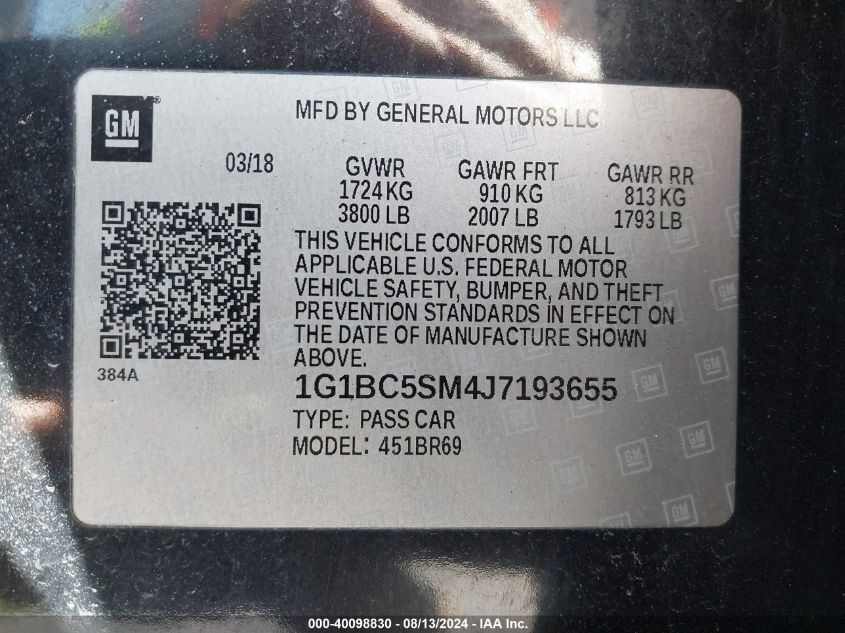 GM
MFD BY GENERAL MOTORS LLC
03/18
GVWR GAWR FRT GAWR RR
1724 KG 910 KG 813 KG
3800 LB 2007 LB 1793 LB
THIS VEHICLE CONFORMS TO ALL
APPLICABLE U.S. FEDERAL MOTOR
VEHICLE SAFETY, BUMPER, AND THEFT
PREVENTION STANDARDS IN EFFECT ON
THE DATE OF MANUFACTURE SHOWN
ABOVE.
384A
1G1BC5SM4J7193655
TYPE: PASS CAR
MODEL: 451BR69
000-40098830 - 08/13/2024 - IAA Inc.